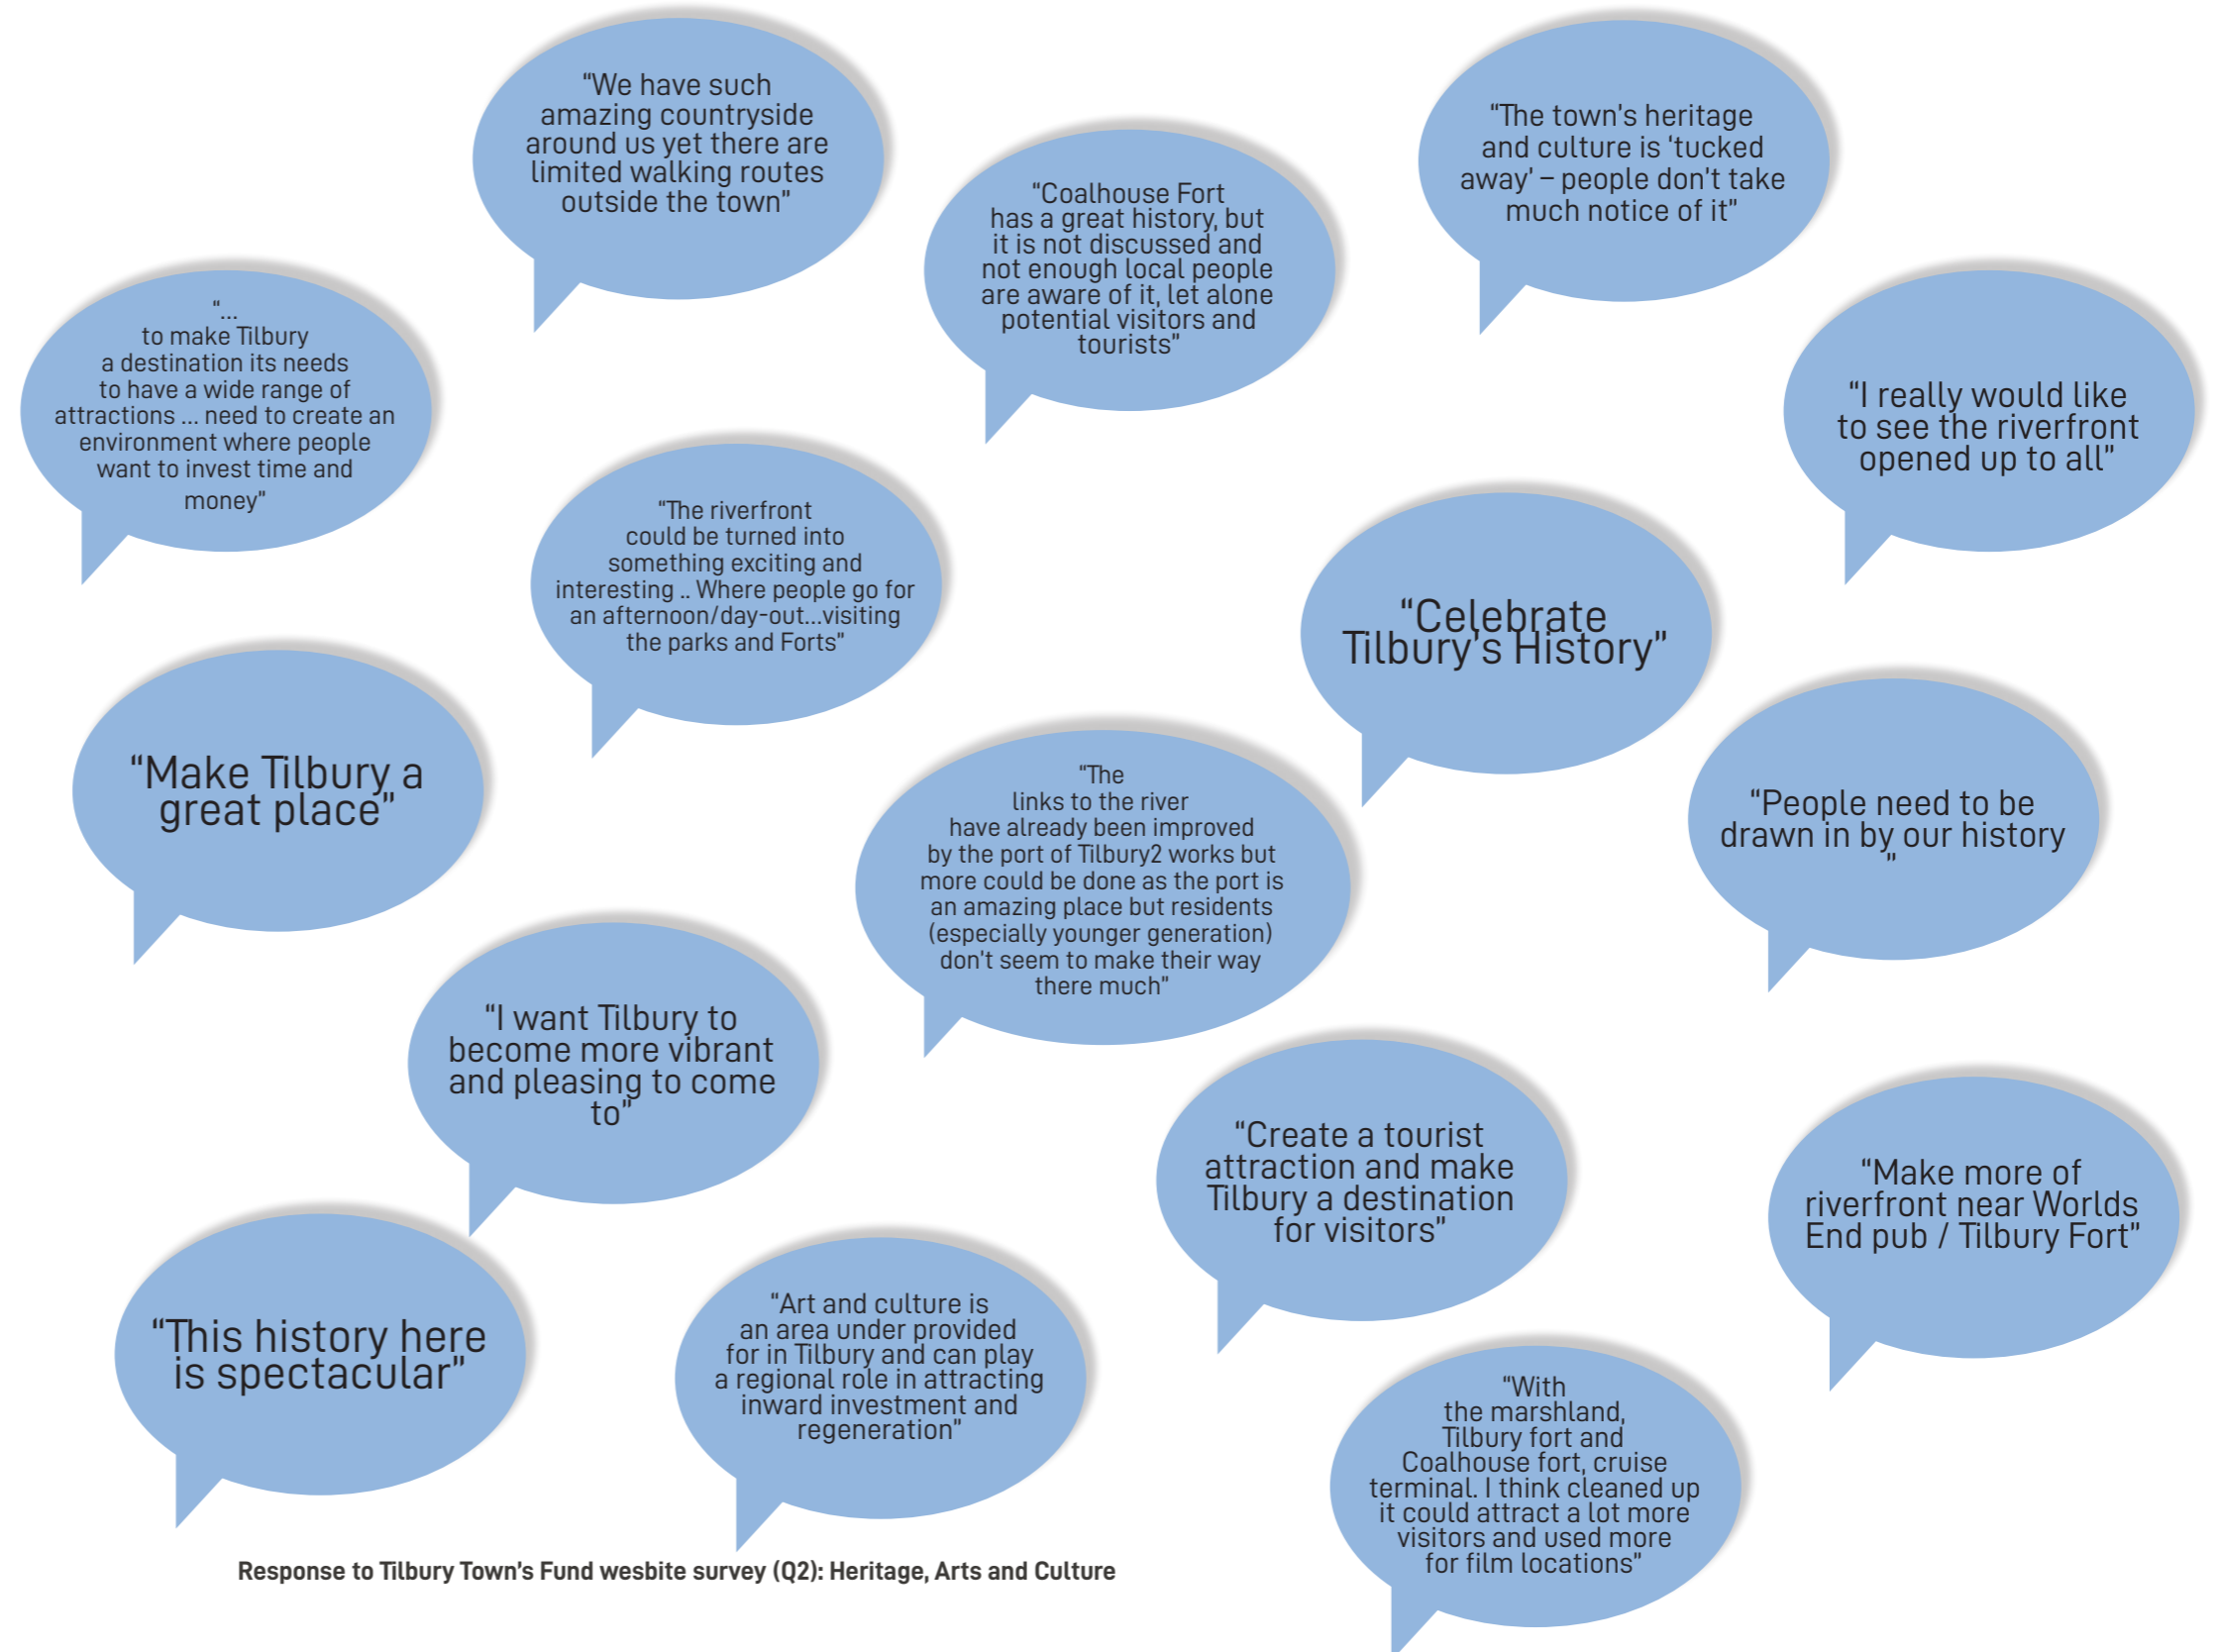 “We have such
amazing countryside
around us yet there are
limited walking routes
outside the town”
“The town's heritage
and culture is ‘tucked
away’ – people don’t take
much notice of it”
“Coalhouse Fort
has a great history, but
it is not discussed and
not enough local people
are aware of it, let alone
potential visitors and
tourists”
“...
to make Tilbury
a destination its needs
to have a wide range of
attractions ... need to create an
environment where people
want to invest time and
money”
“I really would like
to see the riverfront
opened up to all”
“The riverfront
could be turned into
something exciting and
interesting .. Where people go for
an afternoon/day-out...visiting
the parks and Forts”
“Celebrate
Tilbury’s History”
“Make Tilbury a
great place”
“The
links to the river
have already been improved
by the port of Tilbury2 works but
more could be done as the port is
an amazing place but residents
(especially younger generation)
don't seem to make their way
there much”
“People need to be
drawn in by our history
”
“I want Tilbury to
become more vibrant
and pleasing to come
to”
“Create a tourist
attraction and make
Tilbury a destination
for visitors”
“Make more of
riverfront near Worlds
End pub / Tilbury Fort”
“This history here
is spectacular”
“Art and culture is
an area under provided
for in Tilbury and can play
a regional role in attracting
inward investment and
regeneration”
“With
the marshland,
Tilbury fort and
Coalhouse fort, cruise
terminal. I think cleaned up
it could attract a lot more
visitors and used more
for film locations”
Response to Tilbury Town’s Fund wesbite survey (Q2): Heritage, Arts and Culture